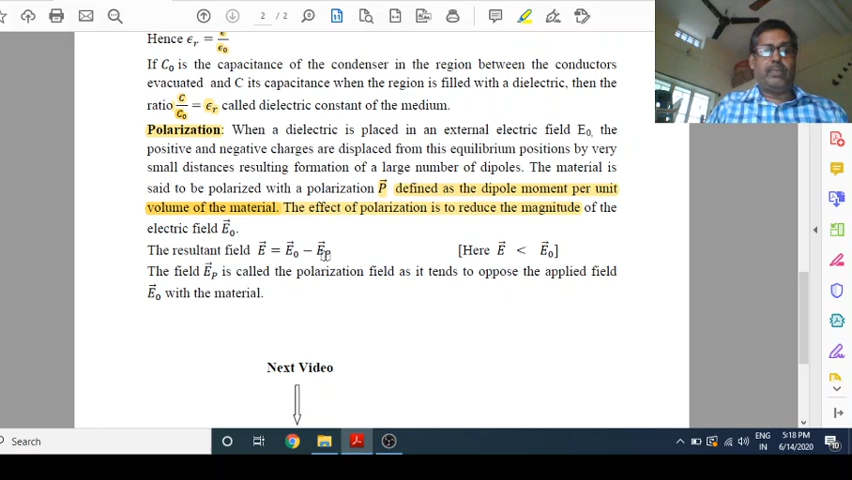 2 / 2
Hence ϵᵣ = ϵ/ϵ₀
If C₀ is the capacitance of the condenser in the region between the conductors
evacuated and C its capacitance when the region is filled with a dielectric, then the
ratio C/C₀ = ϵᵣ called dielectric constant of the medium.
Polarization: When a dielectric is placed in an external electric field E₀, the
positive and negative charges are displaced from this equilibrium positions by very
small distances resulting formation of a large number of dipoles. The material is
said to be polarized with a polarization P⃗ defined as the dipole moment per unit
volume of the material. The effect of polarization is to reduce the magnitude of the
electric field E⃗₀.
The resultant field E⃗ = E⃗₀ − E⃗ₚ [Here E⃗ < E⃗₀]
The field E⃗ₚ is called the polarization field as it tends to oppose the applied field
E⃗₀ with the material.
Next Video
Search
ENG 5:18 PM
IN 6/14/2020
10